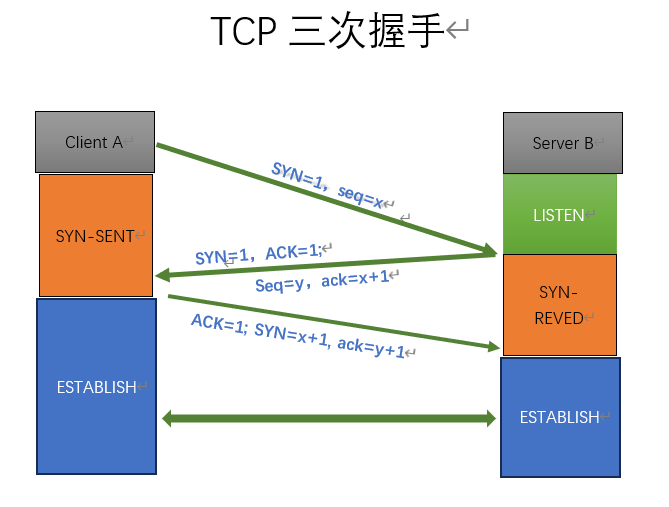 TCP 三次握手
Client A
Server B
SYN=1，seq=x
LISTEN
SYN-SENT
SYN=1，ACK=1;
Seq=y，ack=x+1
SYN-
REVED
ACK=1; SYN=x+1, ack=y+1
ESTABLISH
ESTABLISH